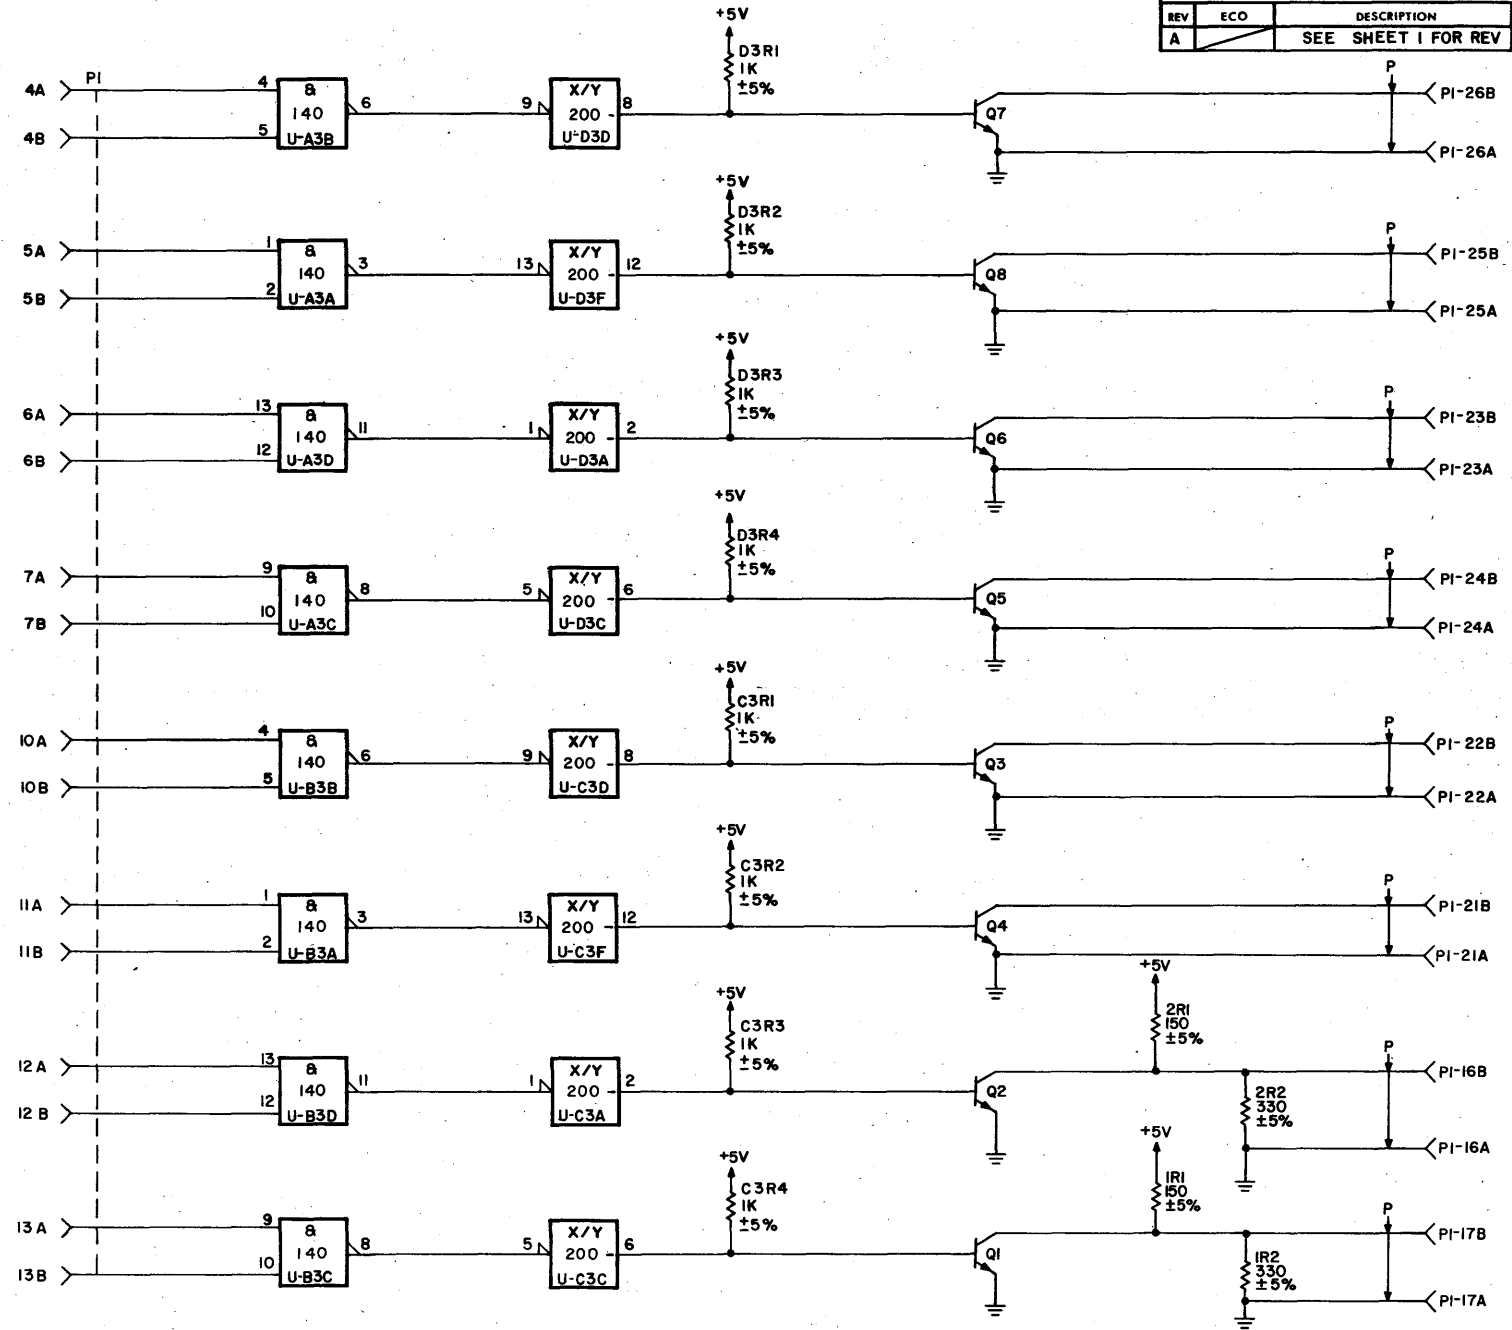 REV ECO DESCRIPTION
A SEE SHEET 1 FOR REV
+5V
D3R1
1K
±5%
4A P1 4 & 6 9 X/Y 8 Q7 P P1-26B
140 200
4B 5 U-A3B U-D3D P1-26A
+5V
D3R2
1K
±5%
5A 1 & 3 13 X/Y 12 Q8 P P1-25B
140 200
5B 2 U-A3A U-D3F P1-25A
+5V
D3R3
1K
±5%
6A 13 & 11 1 X/Y 2 Q6 P P1-23B
140 200
6B 12 U-A3D U-D3A P1-23A
+5V
D3R4
1K
±5%
7A 9 & 8 5 X/Y 6 Q5 P P1-24B
140 200
7B 10 U-A3C U-D3C P1-24A
+5V
C3R1
1K
±5%
10A 4 & 6 9 X/Y 8 Q3 P P1-22B
140 200
10B 5 U-B3B U-C3D P1-22A
+5V
C3R2
1K
±5%
11A 1 & 3 13 X/Y 12 Q4 P P1-21B
140 200
11B 2 U-B3A U-C3F P1-21A
+5V
C3R3
1K
±5%
+5V
2R1
150
±5%
12A 13 & 11 1 X/Y 2 Q2 P P1-16B
140 200
12B 12 U-B3D U-C3A
2R2
330
±5%
P1-16A
+5V
C3R4
1K
±5%
+5V
1R1
150
±5%
13A 9 & 8 5 X/Y 6 Q1 P P1-17B
140 200
13B 10 U-B3C U-C3C
1R2
330
±5%
P1-17A